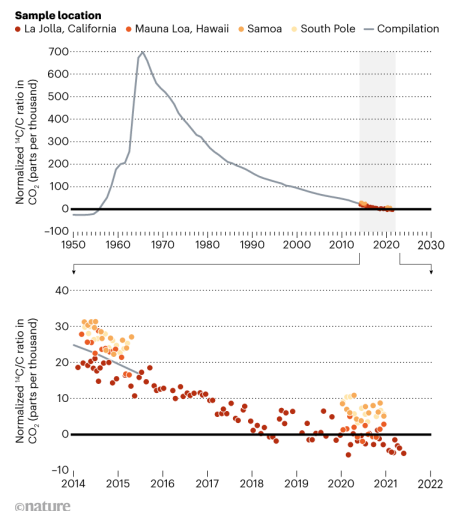 Sample location
La Jolla, California Mauna Loa, Hawaii Samoa South Pole Compilation
Normalized ¹⁴C/C ratio in
CO₂ (parts per thousand)
700
600
500
400
300
200
100
0
–100
1950 1960 1970 1980 1990 2000 2010 2020 2030
Normalized ¹⁴C/C ratio in
CO₂ (parts per thousand)
40
30
20
10
0
–10
2014 2015 2016 2017 2018 2019 2020 2021 2022
©nature